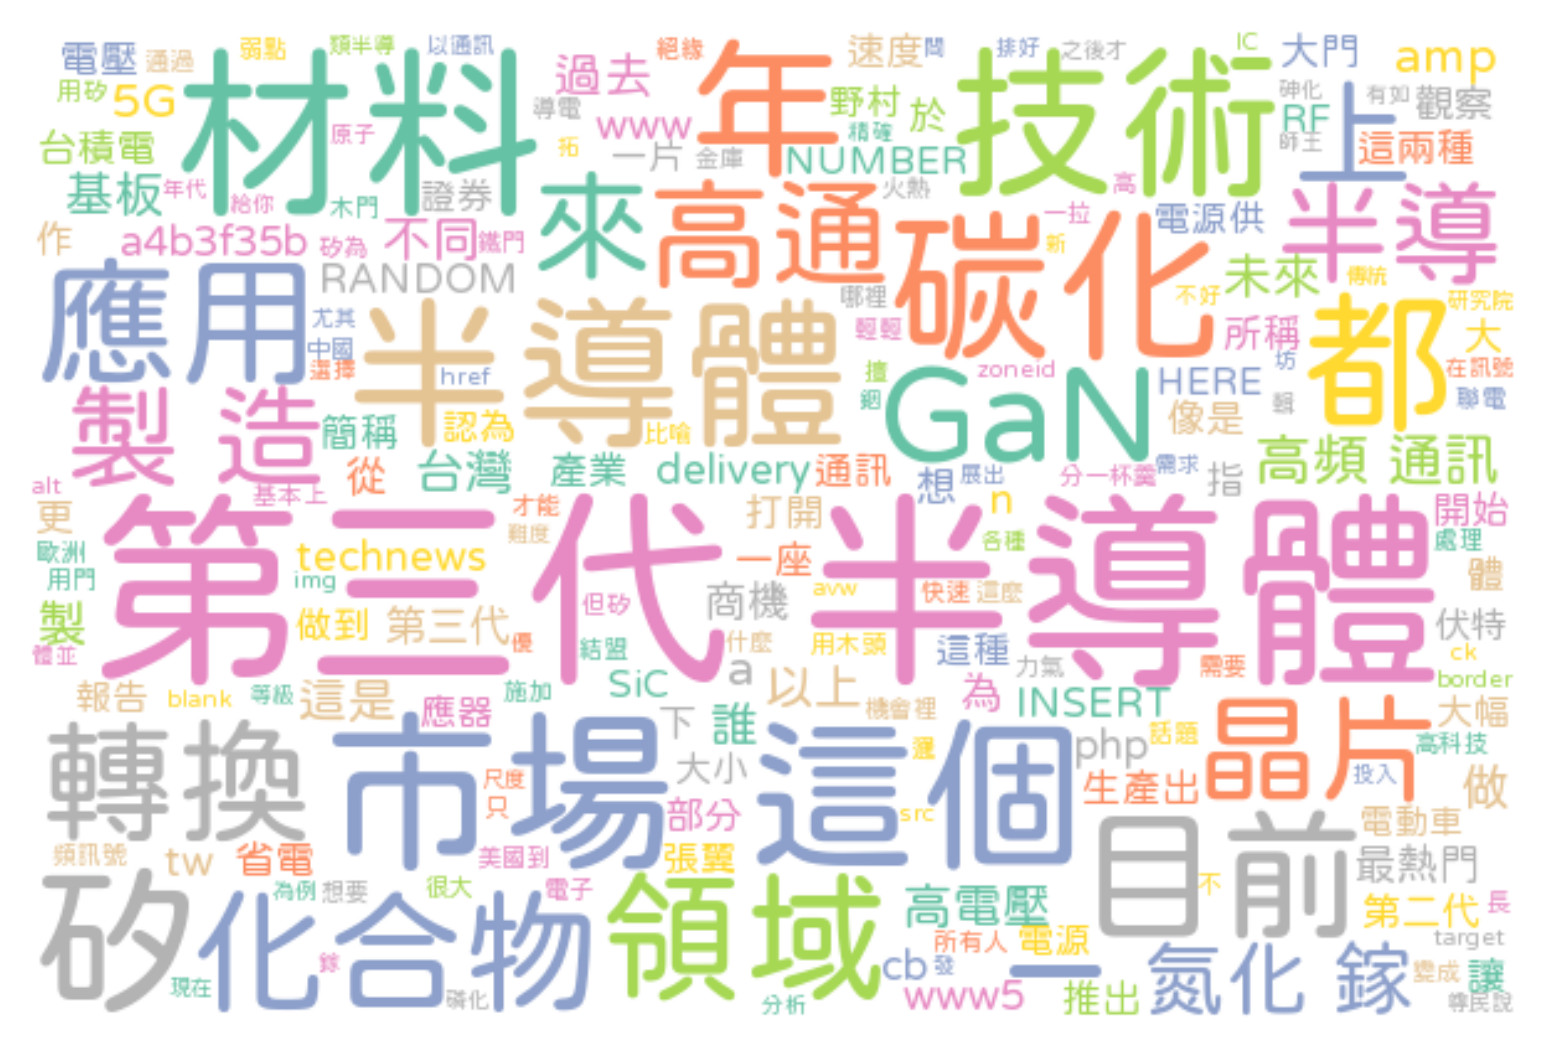 電壓 通過 弱點 類半導 以通訊 過去 絕緣 年 速度 問 排好 之後才 IC 大門 amp
用矽 5G 材料 導電 www 野村 於 技術 砷化 上 有如 觀察
台積電 原子 拓 一片 金庫 NUMBER 積確 RF 師王 這兩種
基板 年代 給你 木門 證券 來 高通 火熱 高 半導
作 a4b3f35b 矽為 不同 鐵門 碳化 一拉 新 電源供
應用 RANDOM 哪裡 不好 未來 傳統 研究院
尤其 半導體 輕輕 所稱 都 大
中國 選擇 href 擅 GaN zoneid HERE 坊 在訊號
製造 簡稱 認為 比喻 銦 像是 輯 聯電
alt 基本上 從 台灣 產業 delivery 通訊 想 展出 分一杯羹 需求 指 高頻 通訊
更 第三代半導體 才能 難度 打開 n 各種 開始
歐洲 用門 technews img 一座 處理 體
製 做到 第三代 但矽 商機 avw 快速 這麼 伏特
體並 優 結盟 什麼 用木頭 這種 力氣 需要 ck
報告 blank 等級 這是 應器 施加 SiC a 以上 機會裡 為 INSERT border
轉換 市場 下 誰 這個 暹 php 話題 晶片 大幅 高科技
尺度 只 大小 部分 src 生產出 投入 做
頻訊號 tw 省電 美國到 張翼 目前 電動車 最熱門
矽 化合物 為例 想要 很大 電子 領域 高電壓 不 第二代 長
現在 鎵 磷化 分析 cb 發 所有人 電源 一 氮化 鎵 target 變成 讓
www5 推出 尊民說